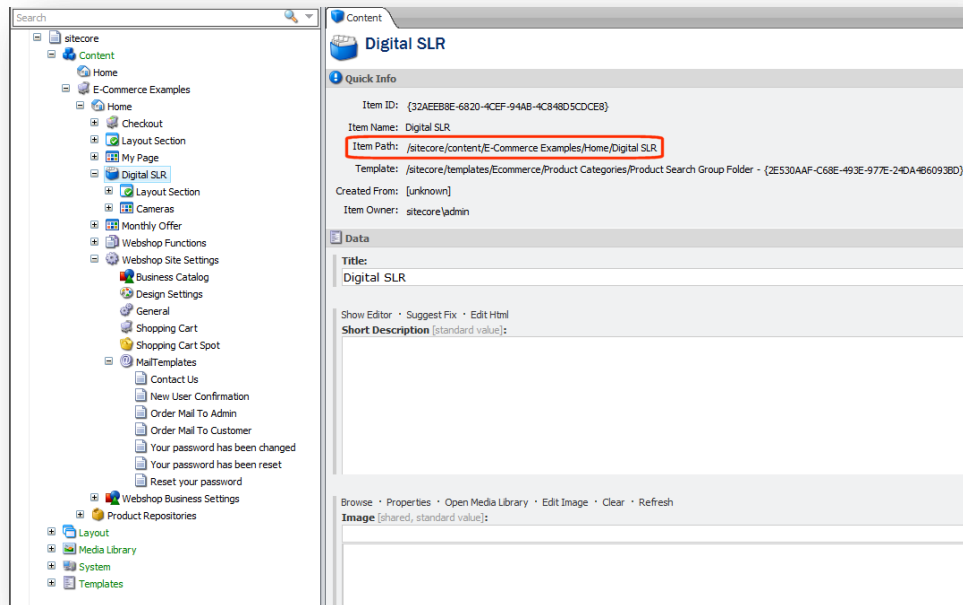 Search
sitecore
Content
Home
E-Commerce Examples
Home
Checkout
Layout Section
My Page
Digital SLR
Layout Section
Cameras
Monthly Offer
Webshop Functions
Webshop Site Settings
Business Catalog
Design Settings
General
Shopping Cart
Shopping Cart Spot
MailTemplates
Contact Us
New User Confirmation
Order Mail To Admin
Order Mail To Customer
Your password has been changed
Your password has been reset
Reset your password
Webshop Business Settings
Product Repositories
Layout
Media Library
System
Templates
Content
Digital SLR
Quick Info
Item ID: {32AEEB8E-6820-4CEF-94AB-4C848D5CDCE8}
Item Name: Digital SLR
Item Path: /sitecore/content/E-Commerce Examples/Home/Digital SLR
Template: /sitecore/templates/Ecommerce/Product Categories/Product Search Group Folder - {2E530AAF-C68E-493E-977E-24DA4B6093BD}
Created From: [unknown]
Item Owner: sitecore\admin
Data
Title:
Digital SLR
Show Editor · Suggest Fix · Edit Html
Short Description [standard value]:
Browse · Properties · Open Media Library · Edit Image · Clear · Refresh
Image [shared, standard value]: